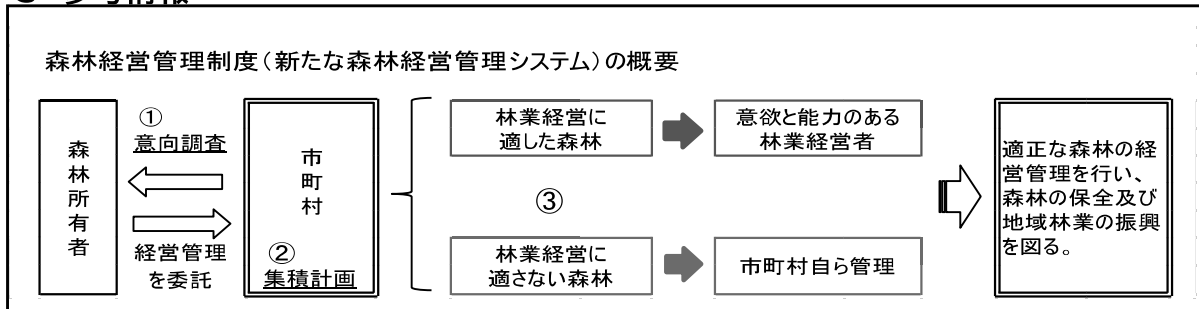 森林経営管理制度（新たな森林経営管理システム）の概要
森林所有者
①
意向調査
経営管理
を委託
市町村
②
集積計画
林業経営に
適した森林
意欲と能力のある
林業経営者
③
林業経営に
適さない森林
市町村自ら管理
適正な森林の経
営管理を行い、
森林の保全及び
地域林業の振興
を図る。